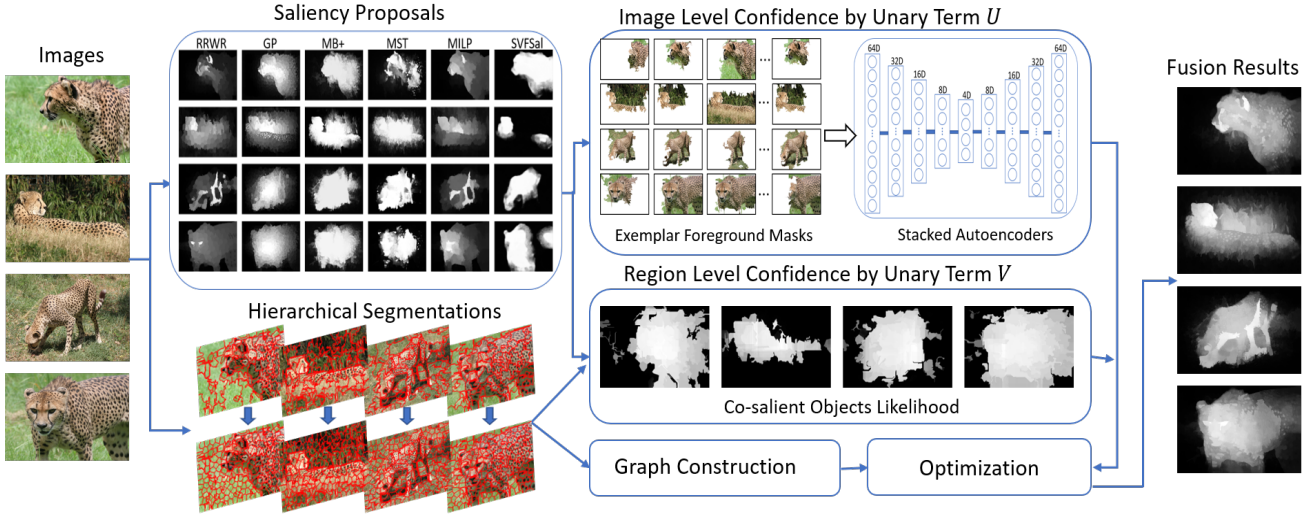 Saliency Proposals
Image Level Confidence by Unary Term U
Images
RRWR GP MB+ MST MILP SVFSal
64D 32D 16D 8D 4D 8D 16D 32D 64D
Fusion Results
... ...
... ...
... ...
... ...
Exemplar Foreground Masks
Stacked Autoencoders
Region Level Confidence by Unary Term V
Hierarchical Segmentations
Co-salient Objects Likelihood
Graph Construction
Optimization